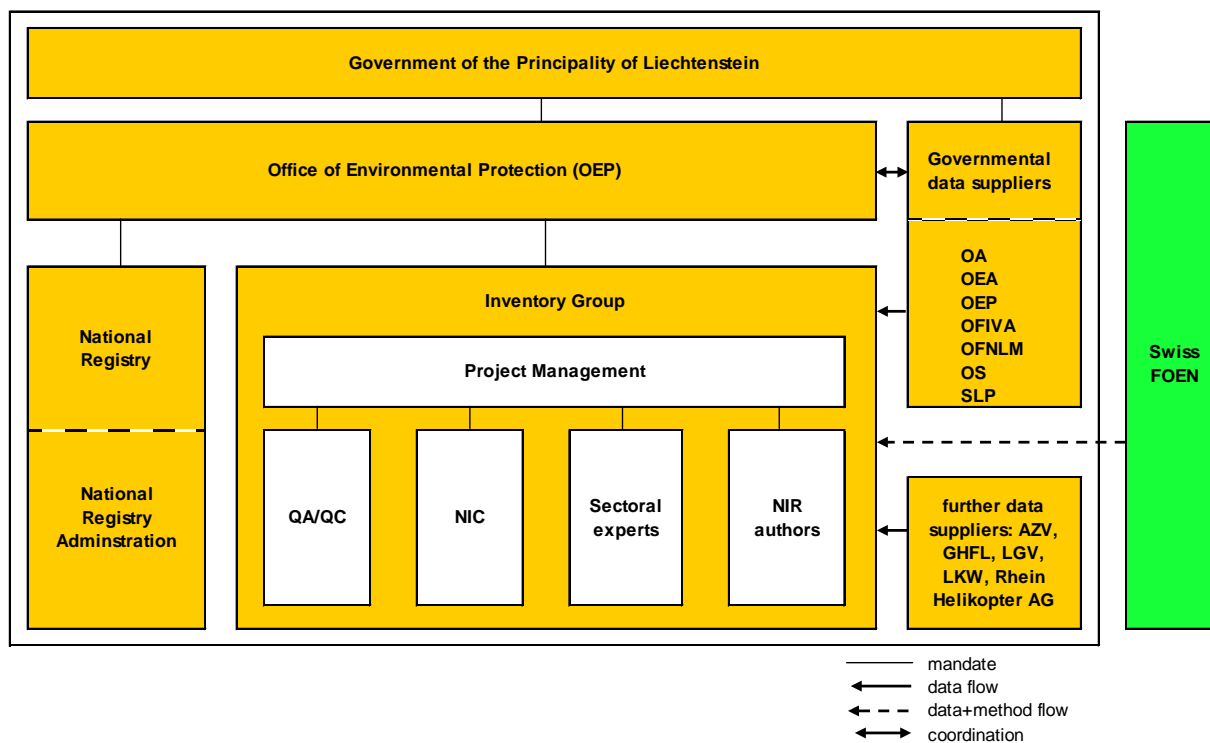 Government of the Principality of Liechtenstein
Office of Environmental Protection (OEP)
Governmental
data suppliers
OA
OEA
OEP
OFIVA
OFNLM
OS
SLP
Swiss
FOEN
National
Registry
National
Registry
Adminstration
Inventory Group
Project Management
QA/QC
NIC
Sectoral
experts
NIR
authors
further data
suppliers: AZV,
GHFL, LGV,
LKW, Rhein
Helikopter AG
mandate
data flow
data+method flow
coordination